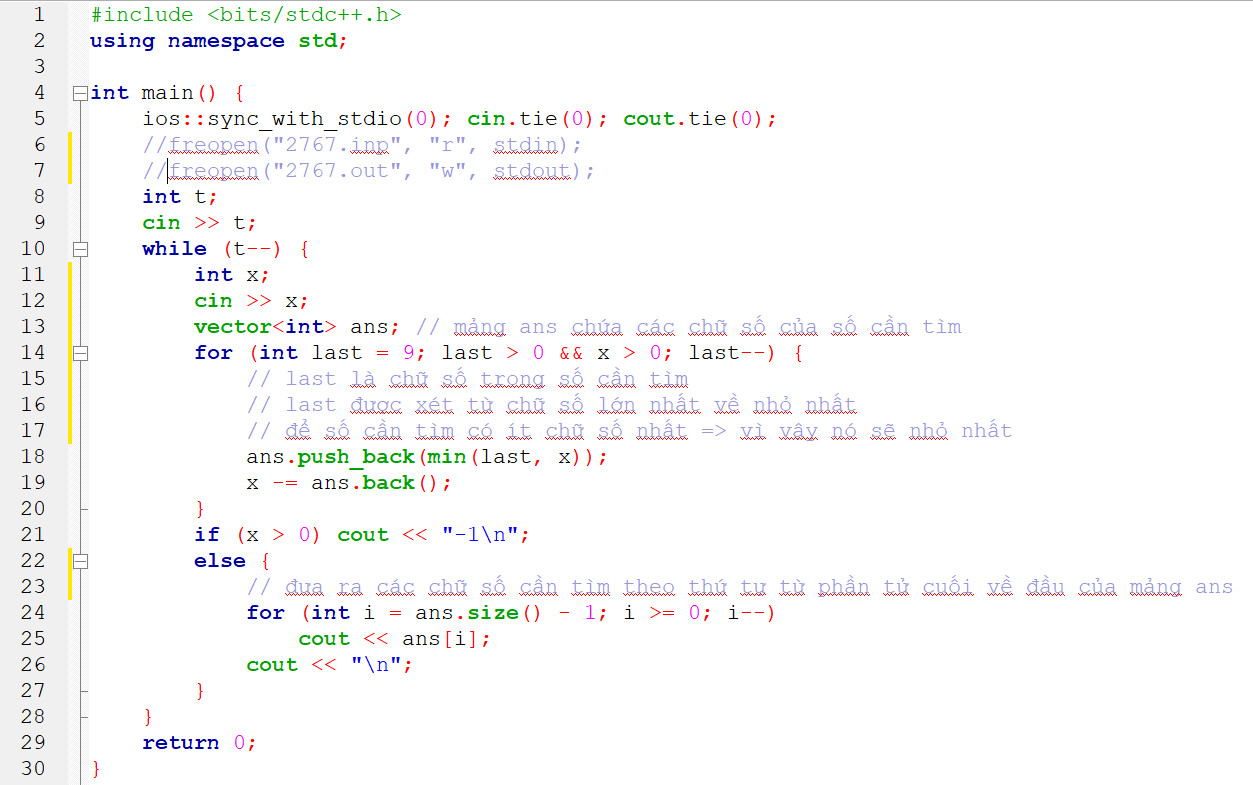 1 #include <bits/stdc++.h>
2 using namespace std;
3
4 int main() {
5 ios::sync_with_stdio(0); cin.tie(0); cout.tie(0);
6 //freopen("2767.inp", "r", stdin);
7 //freopen("2767.out", "w", stdout);
8 int t;
9 cin >> t;
10 while (t--) {
11 int x;
12 cin >> x;
13 vector<int> ans; // mảng ans chứa các chữ số của số cần tìm
14 for (int last = 9; last > 0 && x > 0; last--) {
15 // last là chữ số trong số cần tìm
16 // last được xét từ chữ số lớn nhất về nhỏ nhất
17 // để số cần tìm có ít chữ số nhất => vì vậy nó sẽ nhỏ nhất
18 ans.push_back(min(last, x));
19 x -= ans.back();
20 }
21 if (x > 0) cout << "-1\n";
22 else {
23 // đưa ra các chữ số cần tìm theo thứ tự từ phần tử cuối về đầu của mảng ans
24 for (int i = ans.size() - 1; i >= 0; i--)
25 cout << ans[i];
26 cout << "\n";
27 }
28 }
29 return 0;
30 }